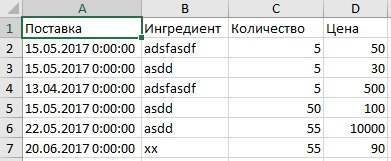 A B C D
1 Поставка Ингредиент Количество Цена
2 15.05.2017 0:00:00 adsfasdf 5 50
3 15.05.2017 0:00:00 asdd 5 30
4 13.04.2017 0:00:00 adsfasdf 5 500
5 15.05.2017 0:00:00 asdd 50 100
6 22.05.2017 0:00:00 asdd 55 10000
7 20.06.2017 0:00:00 xx 55 90